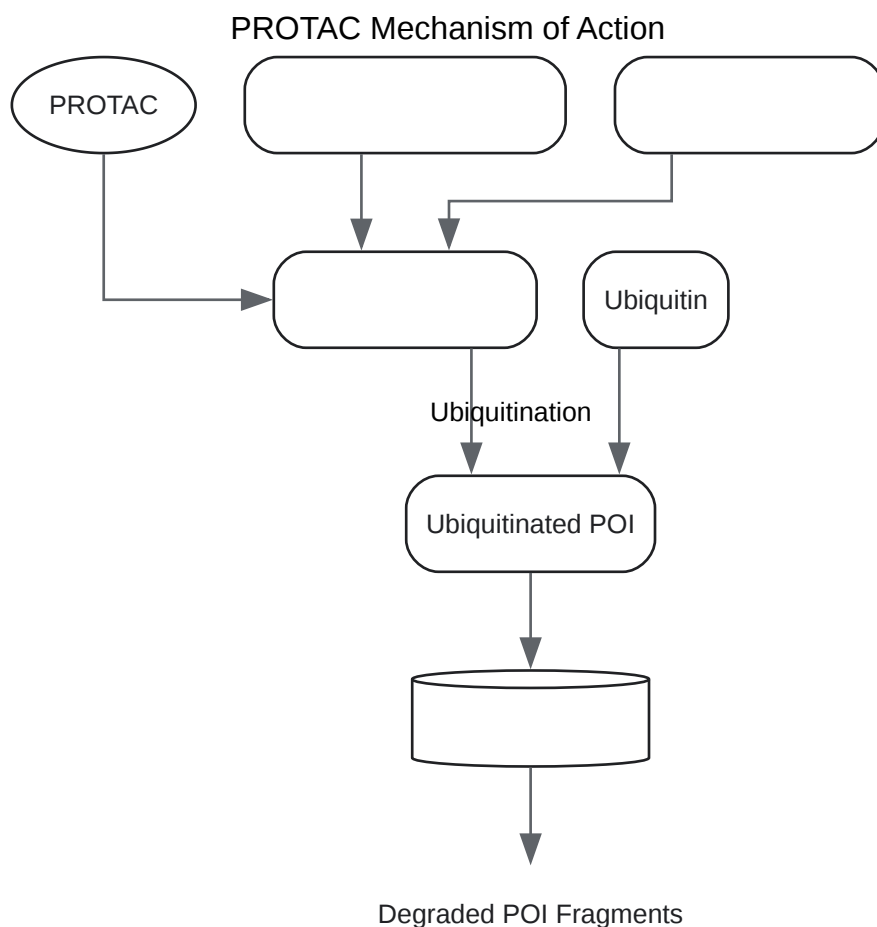 PROTAC Mechanism of Action
PROTAC
Ubiquitin
Ubiquitination
Ubiquitinated POI
Degraded POI Fragments